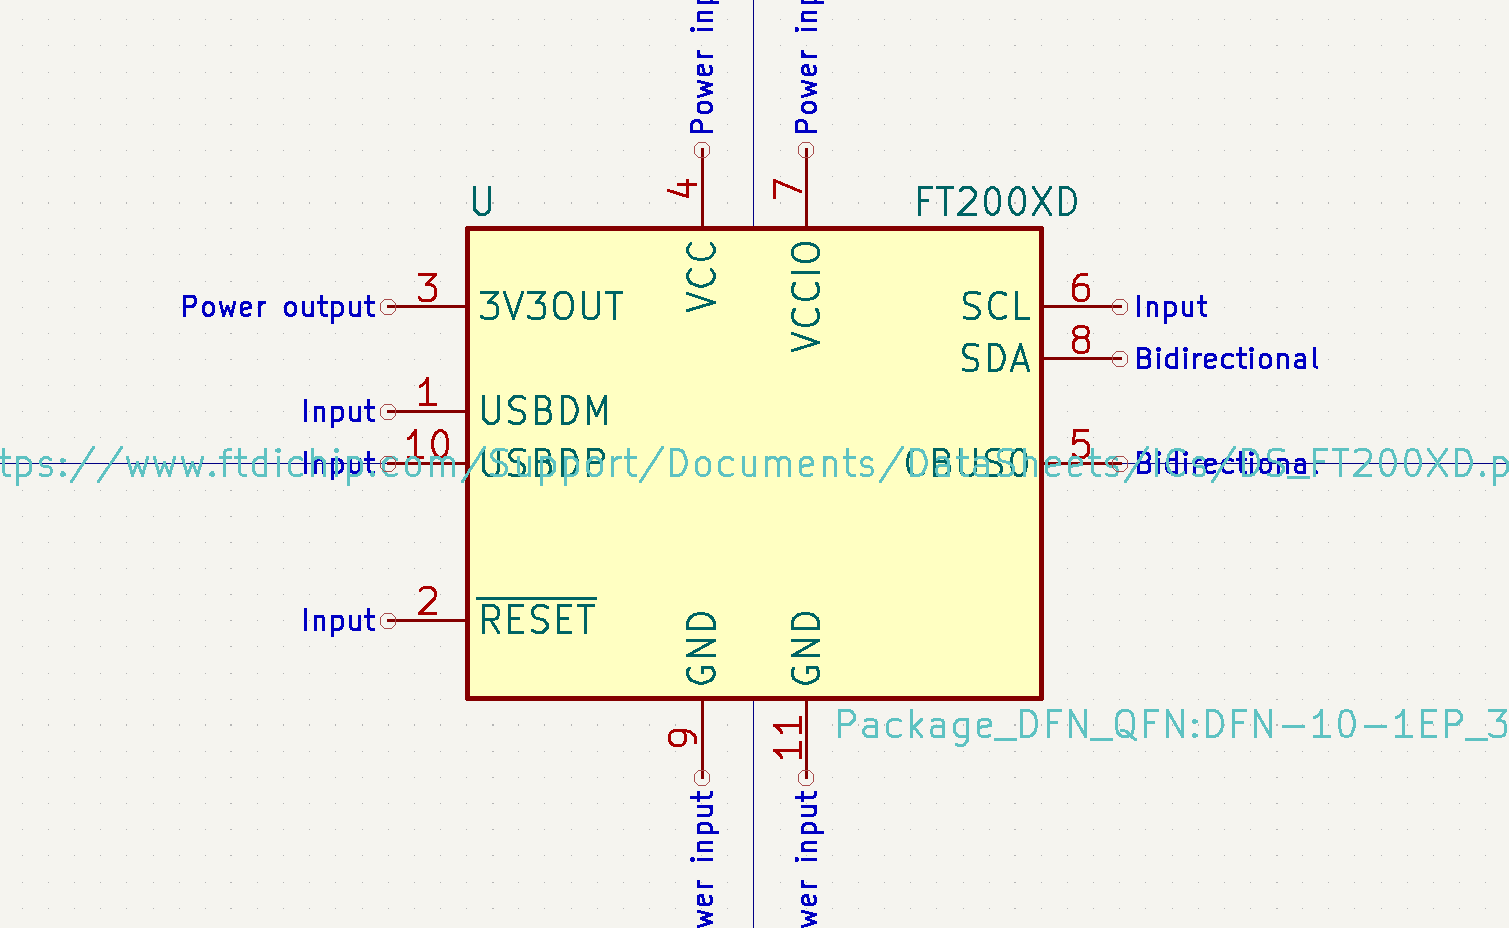 Power inp
Power inp
4
7
U
FT200XD
VCC
VCCIO
Power output
3
3V3OUT
SCL
6
Input
SDA
8
Bidirectional
Input
1
USBDM
Input
10
USBDP
CBUS0
5
Bidirectional
tps://www.ftdichip.com/Support/Documents/DataSheets/ICs/DS_FT200XD.p
Input
2
RESET
GND
GND
9
11
Package_DFN_QFN:DFN-10-1EP_3
wer input
wer input